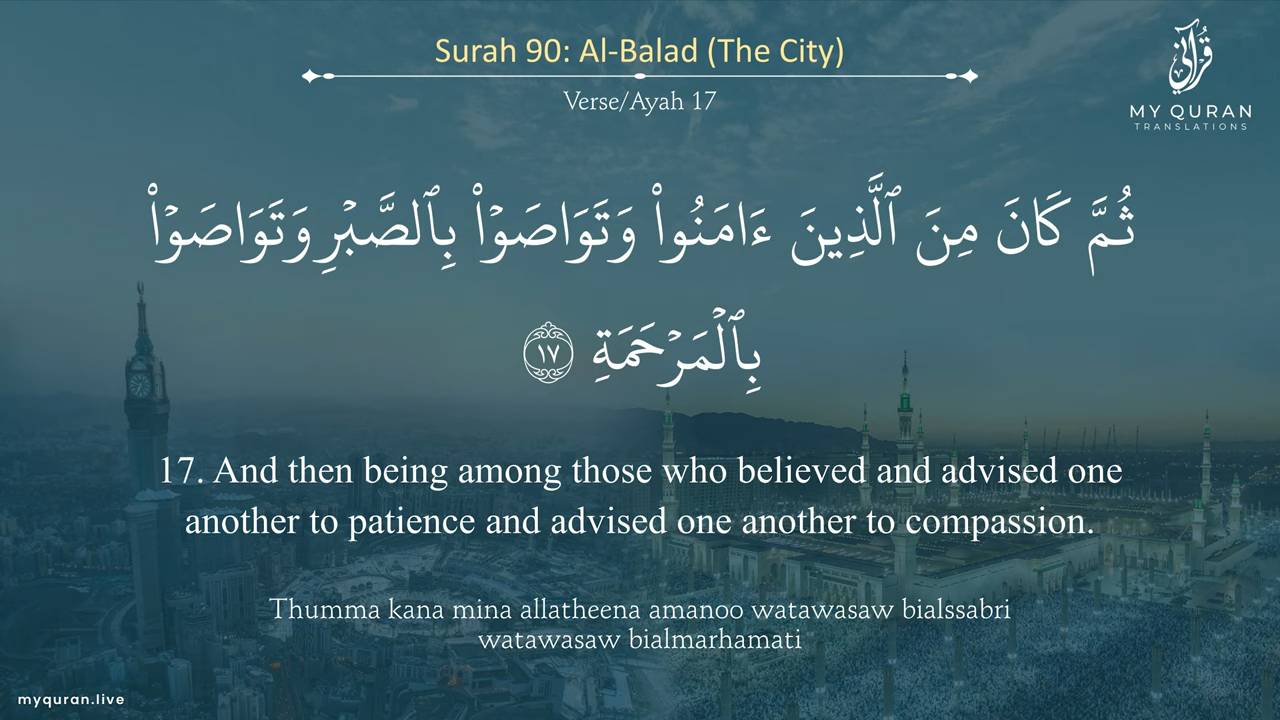 Surah 90: Al-Balad (The City)
Verse/Ayah 17
قرآني
MY QURAN
TRANSLATIONS
ثُمَّ كَانَ مِنَ ٱلَّذِينَ ءَامَنُوا۟ وَتَوَاصَوْا۟ بِٱلصَّبْرِ وَتَوَاصَوْا۟
بِٱلْمَرْحَمَةِ ١٧
17. And then being among those who believed and advised one
another to patience and advised one another to compassion.
Thumma kana mina allatheena amanoo watawasaw bialssabri
watawasaw bialmarhamati
myquran.live